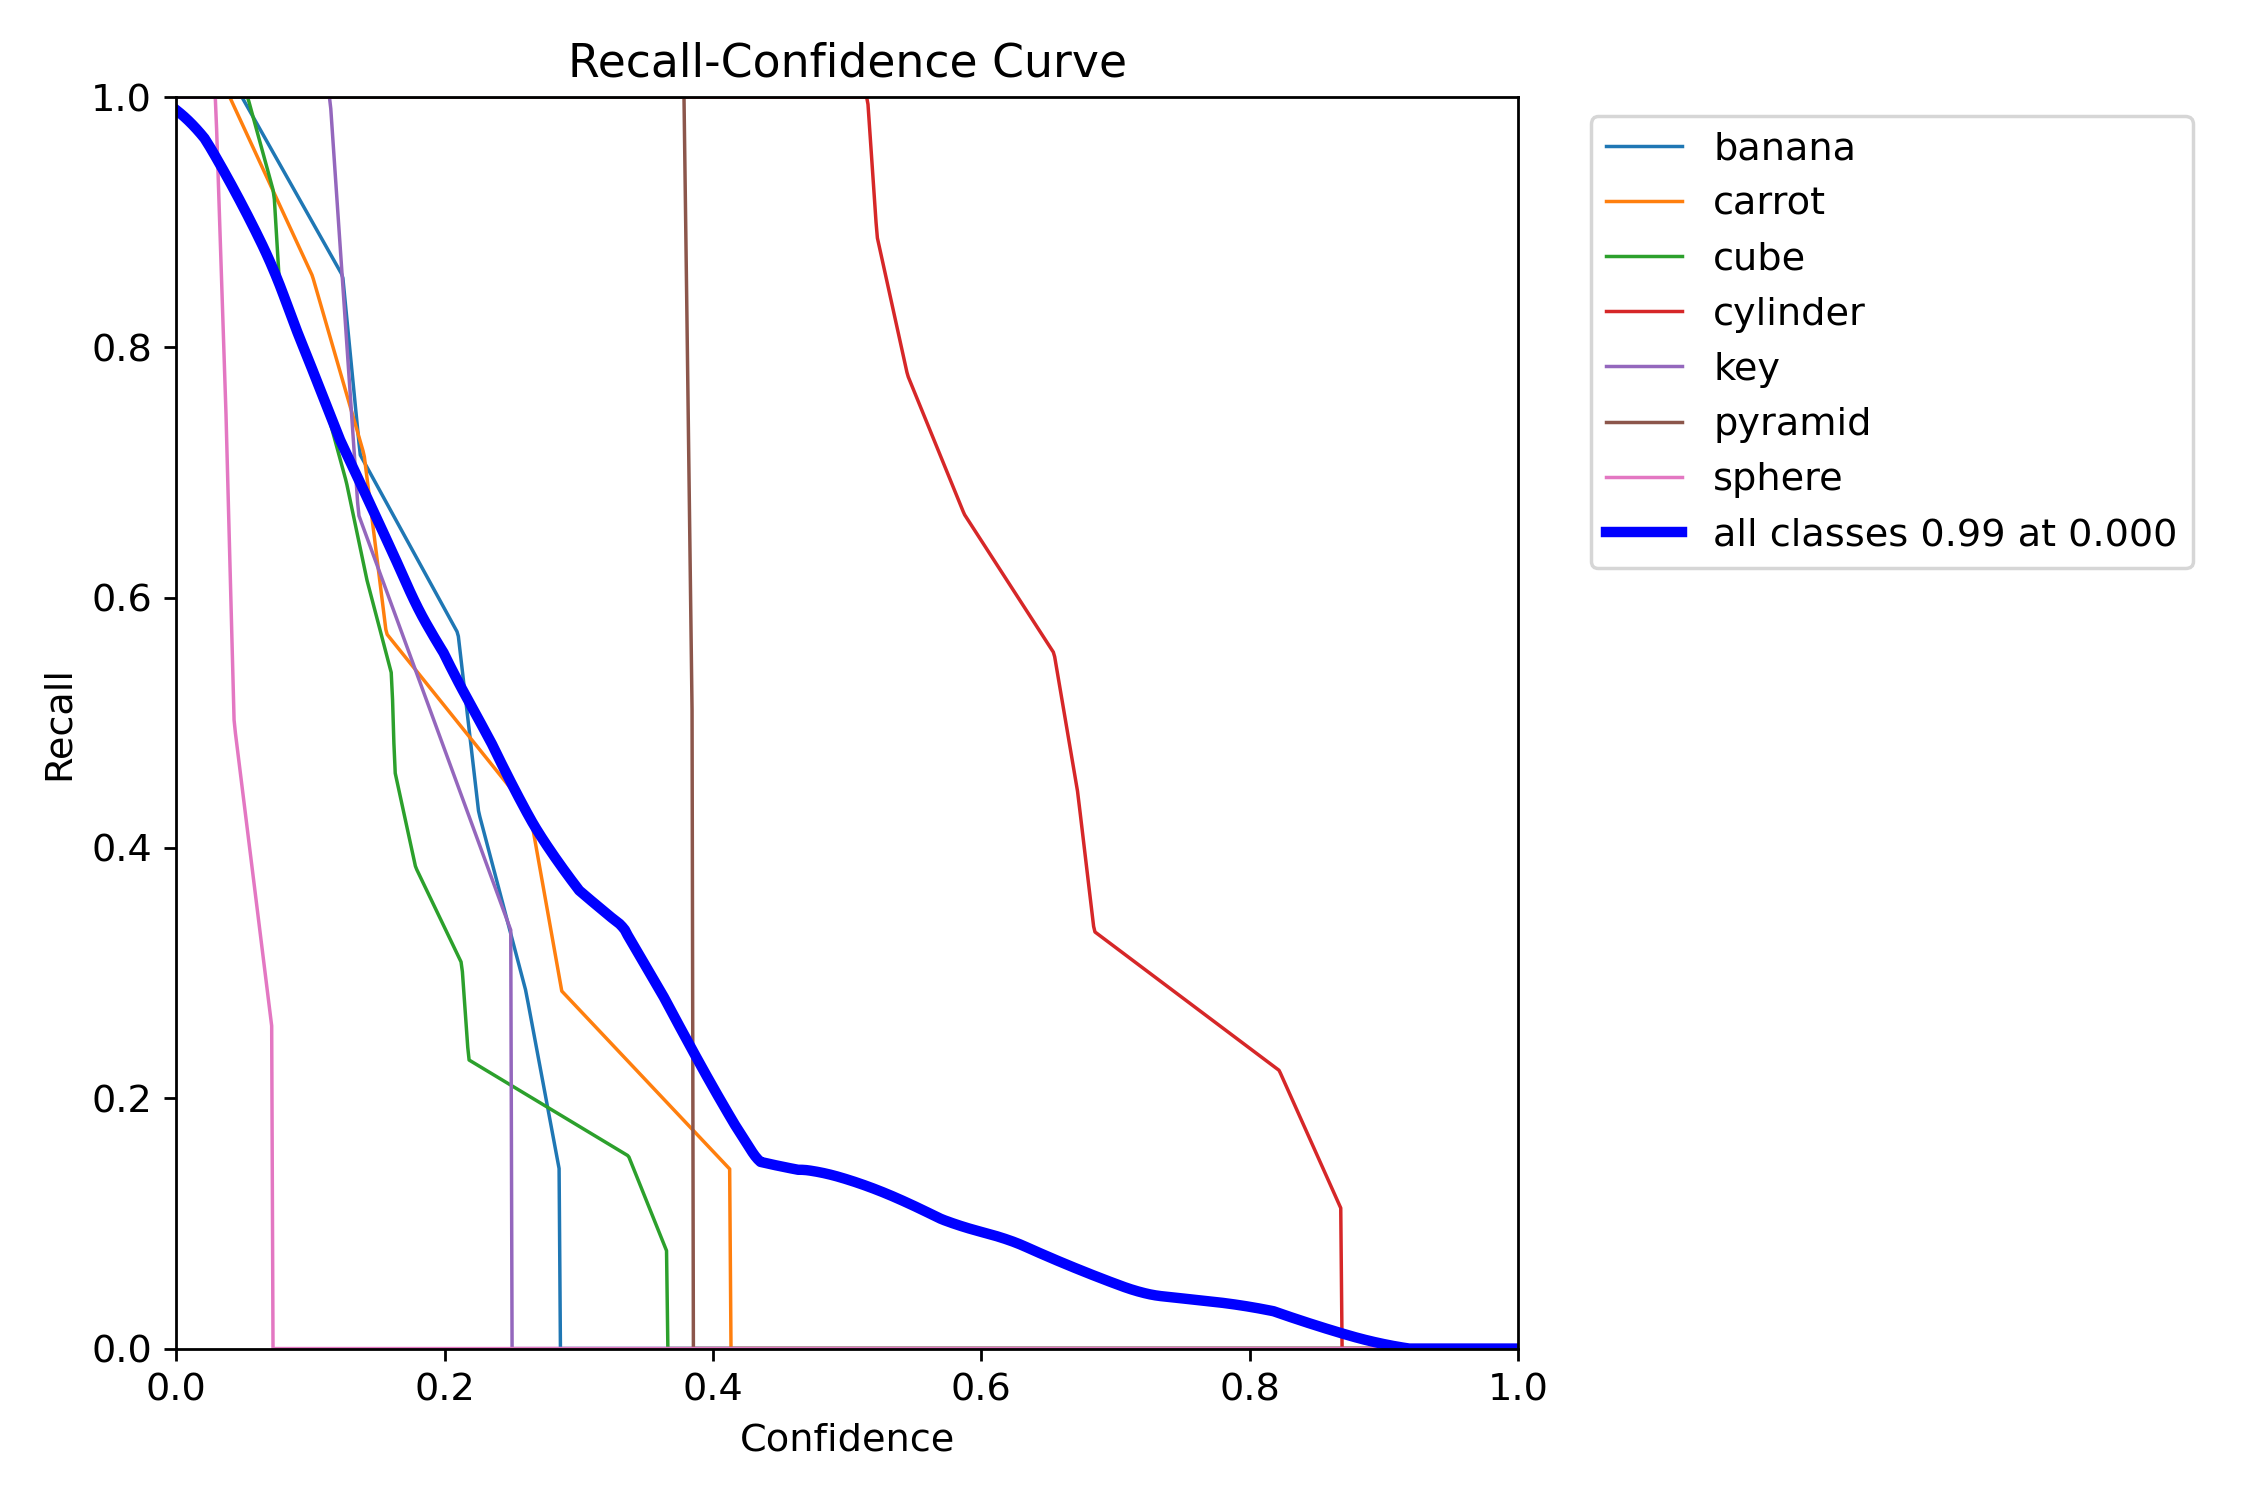 Recall-Confidence Curve
1.0
0.8
0.6
0.4
0.2
0.0
Recall
0.0 0.2 0.4 0.6 0.8 1.0
Confidence
banana
carrot
cube
cylinder
key
pyramid
sphere
all classes 0.99 at 0.000